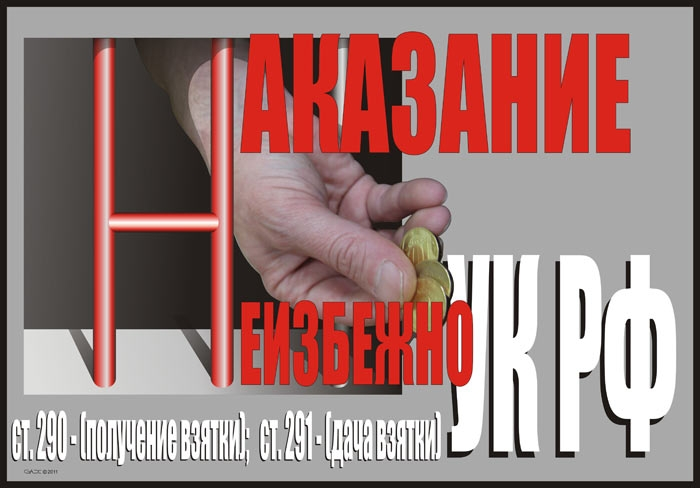 НАКАЗАНИЕ
НЕИЗБЕЖНО
УК РФ
ст. 290 - (получение взятки); ст. 291 - (дача взятки)